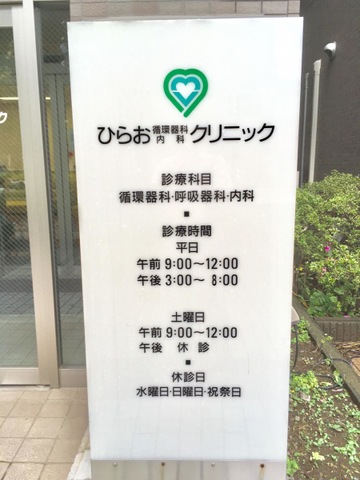 ひらお循環器科内科クリニック
診療科目
循環器科・呼吸器科・内科
■
診療時間
平日
午前 9:00～12:00
午後 3:00～ 8:00
土曜日
午前 9:00～12:00
午後 休診
■
休診日
水曜日・日曜日・祝祭日